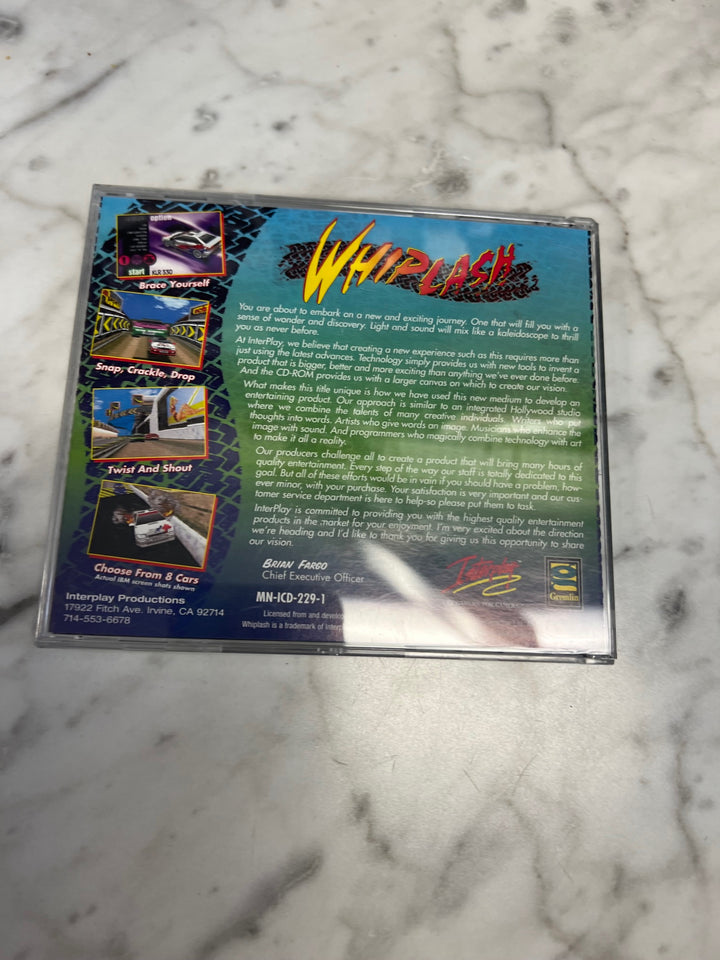 option
start KLR 330
Brace Yourself
Snap, Crackle, Drop
Twist And Shout
Choose From 8 Cars
Actual IBM screen shots shown
Interplay Productions
17922 Fitch Ave. Irvine, CA 92714
714-553-6678
WHIPLASH
You are about to embark on a new and exciting journey. One that will fill you with a
sense of wonder and discovery. Light and sound will mix like a kaleidoscope to thrill
you as never before.
At InterPlay, we believe that creating a new experience such as this requires more than
just using the latest advances. Technology simply provides us with new tools to invent a
product that is bigger, better and more exciting than anything we've ever done before.
And the CD-ROM provides us with a larger canvas on which to create our vision.
What makes this title unique is how we have used this new medium to develop an
entertaining product. Our approach is similar to an integrated Hollywood studio
where we combine the talents of many creative individuals. Writers who put
thoughts into words. Artists who give words an image. Musicians who enhance the
image with sound. And programmers who magically combine technology with art
to make it all a reality.
Our producers challenge all to create a product that will bring many hours of
quality entertainment. Every step of the way our staff is totally dedicated to this
goal. But all of these efforts would be in vain if you should have a problem, how-
ever minor, with your purchase. Your satisfaction is very important and our cus-
tomer service department is here to help-so please put them to task.
InterPlay is committed to providing you with the highest quality entertainment
products in the market for your enjoyment. I'm very excited about the direction
we're heading and I'd like to thank you for giving us this opportunity to share
our vision.
BRIAN FARGO
Chief Executive Officer
MN-ICD-229-1
Licensed from and develop
Whiplash is a trademark of Interp
Interplay
Gremlin